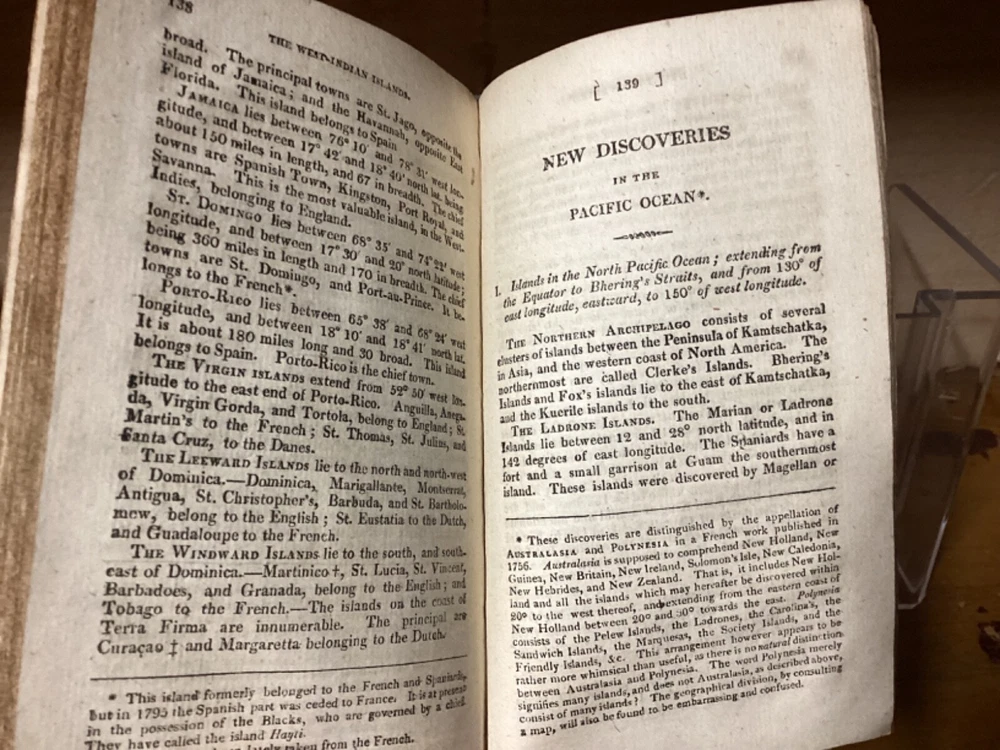 138
THE WEST-INDIAN ISLANDS.
broad. The principal towns are St. Jago, opposite the
island of Jamaica; and the Havannah, opposite East
Florida. This island belongs to Spain
JAMAICA lies between 76° 10' and 78° 31' west lon-
gitude, and between 17° 42' and 18° 40' north lat. being
about 150 miles in length, and 67 in breadth. The chief
towns are Spanish Town, Kingston, Port Royal, and
Savanna. This is the most valuable island, in the West-
Indies, belonging to England.
ST. DOMINGO lies between 68° 35' and 74° 22' west
longitude, and between 17° 30' and 20° north latitude;
being 360 miles in length and 170 in breadth. The chief
towns are St. Domingo, and Port-au-Prince. It be-
longs to the French*.
PORTO-RICO lies between 65° 38' and 68° 24' west
longitude, and between 18° 10' and 18° 41' north lat.
It is about 180 miles long and 30 broad. This island
belongs to Spain. Porto-Rico is the chief town.
THE VIRGIN ISLANDS extend from 52° 50' west lon-
gitude to the east end of Porto-Rico. Anguilla, Anega-
da, Virgin Gorda, and Tortola, belong to England; St.
Martin's to the French; St. Thomas, St. Julius, and
Santa Cruz, to the Danes.
THE LEEWARD ISLANDS lie to the north and north-west
of Dominica.—Dominica, Marigallante, Montserrat,
Antigua, St. Christopher's, Barbuda, and St. Bartholo-
mew, belong to the English; St. Eustatia to the Dutch,
and Guadaloupe to the French.
THE WINDWARD ISLANDS lie to the south, and south-
east of Dominica.—Martinico†, St. Lucia, St. Vincent,
Barbadoes, and Granada, belong to the English; and
Tobago to the French.—The islands on the coast of
Terra Firma are innumerable. The principal are
Curaçao ‡ and Margaretta belonging to the Dutch.
* This island formerly belonged to the French and Spaniards,
but in 1795 the Spanish part was ceded to France. It is at present
in the possession of the Blacks, who are governed by a chief.
They have called the island Hayti.
lately taken from the French.
[ 139 ]
NEW DISCOVERIES
IN THE
PACIFIC OCEAN*.
1. Islands in the North Pacific Ocean; extending from
the Equator to Bhering's Straits, and from 130° of
east longitude, eastward, to 150° of west longitude.
THE NORTHERN ARCHIPELAGO consists of several
clusters of islands between the Peninsula of Kamtschatka,
in Asia, and the western coast of North America. The
northernmost are called Clerke's Islands. Bhering's
Islands and Fox's islands lie to the east of Kamtschatka,
and the Kuerile islands to the south.
THE LADRONE ISLANDS. The Marian or Ladrone
Islands lie between 12 and 28° north latitude, and in
142 degrees of east longitude. The Spaniards have a
fort and a small garrison at Guam the southernmost
island. These islands were discovered by Magellan or
* These discoveries are distinguished by the appellation of
AUSTRALASIA and POLYNESIA in a French work published in
1756. Australasia is supposed to comprehend New Holland, New
Guinea, New Britain, New Ireland, Solomon's Isle, New Caledonia,
New Hebrides, and New Zealand. That is, it includes New Hol-
land and all the islands which may hereafter be discovered within
20° to the west thereof, and extending from the eastern coast of
New Holland between 20° and 30° towards the east. Polynesia
consists of the Pelew Islands, the Ladrones, the Carolina's, the
Sandwich Islands, the Marquesas, the Society Islands, and the
Friendly Islands, &c. This arrangement however appears to be
rather more whimsical than useful, as there is no natural distinction
between Australasia and Polynesia. The word Polynesia merely
signifies many islands, and does not Australasia, as described above,
consist of many islands? The geographical division, by consulting
a map, will also be found to be embarrassing and confused.